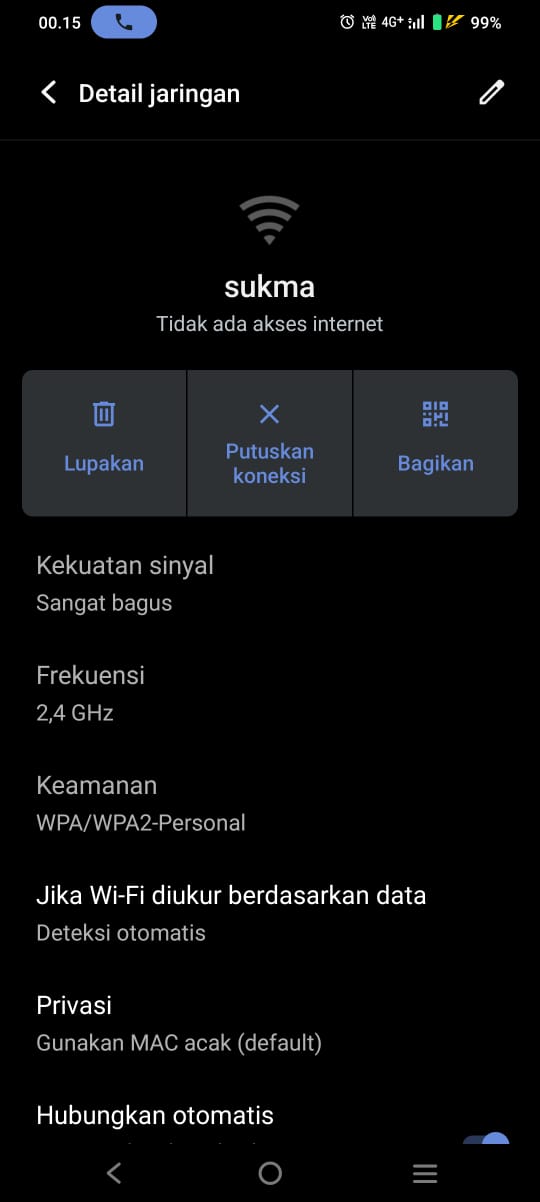 00.15
Vo) LTE 4G+ 99%
Detail jaringan
sukma
Tidak ada akses internet
Lupakan
Putuskan
koneksi
Bagikan
Kekuatan sinyal
Sangat bagus
Frekuensi
2,4 GHz
Keamanan
WPA/WPA2-Personal
Jika Wi-Fi diukur berdasarkan data
Deteksi otomatis
Privasi
Gunakan MAC acak (default)
Hubungkan otomatis